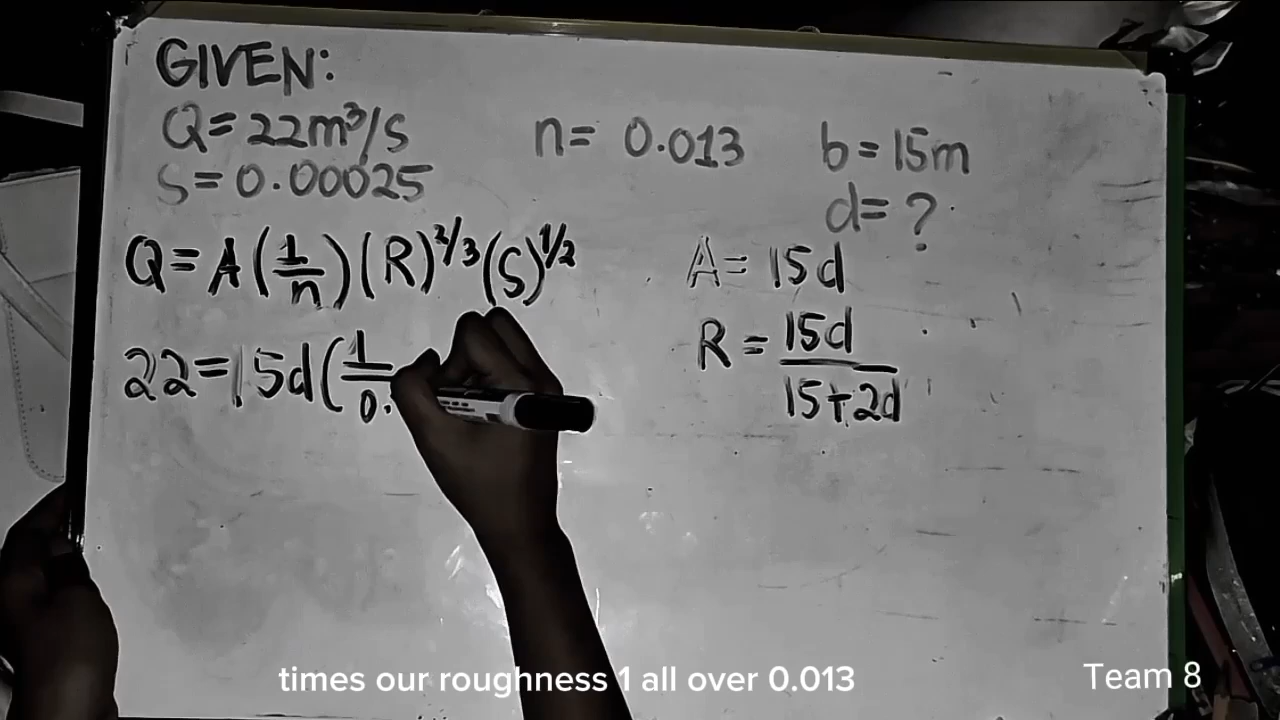 GIVEN:
Q = 22m³/s
n = 0.013
b = 15m
S = 0.00025
d = ?
Q = A (1/n) (R)^2/3 (S)^1/2
A = 15d
R = 15d / 15+2d
22 = 15d (1/0.
times our roughness 1 all over 0.013
Team 8